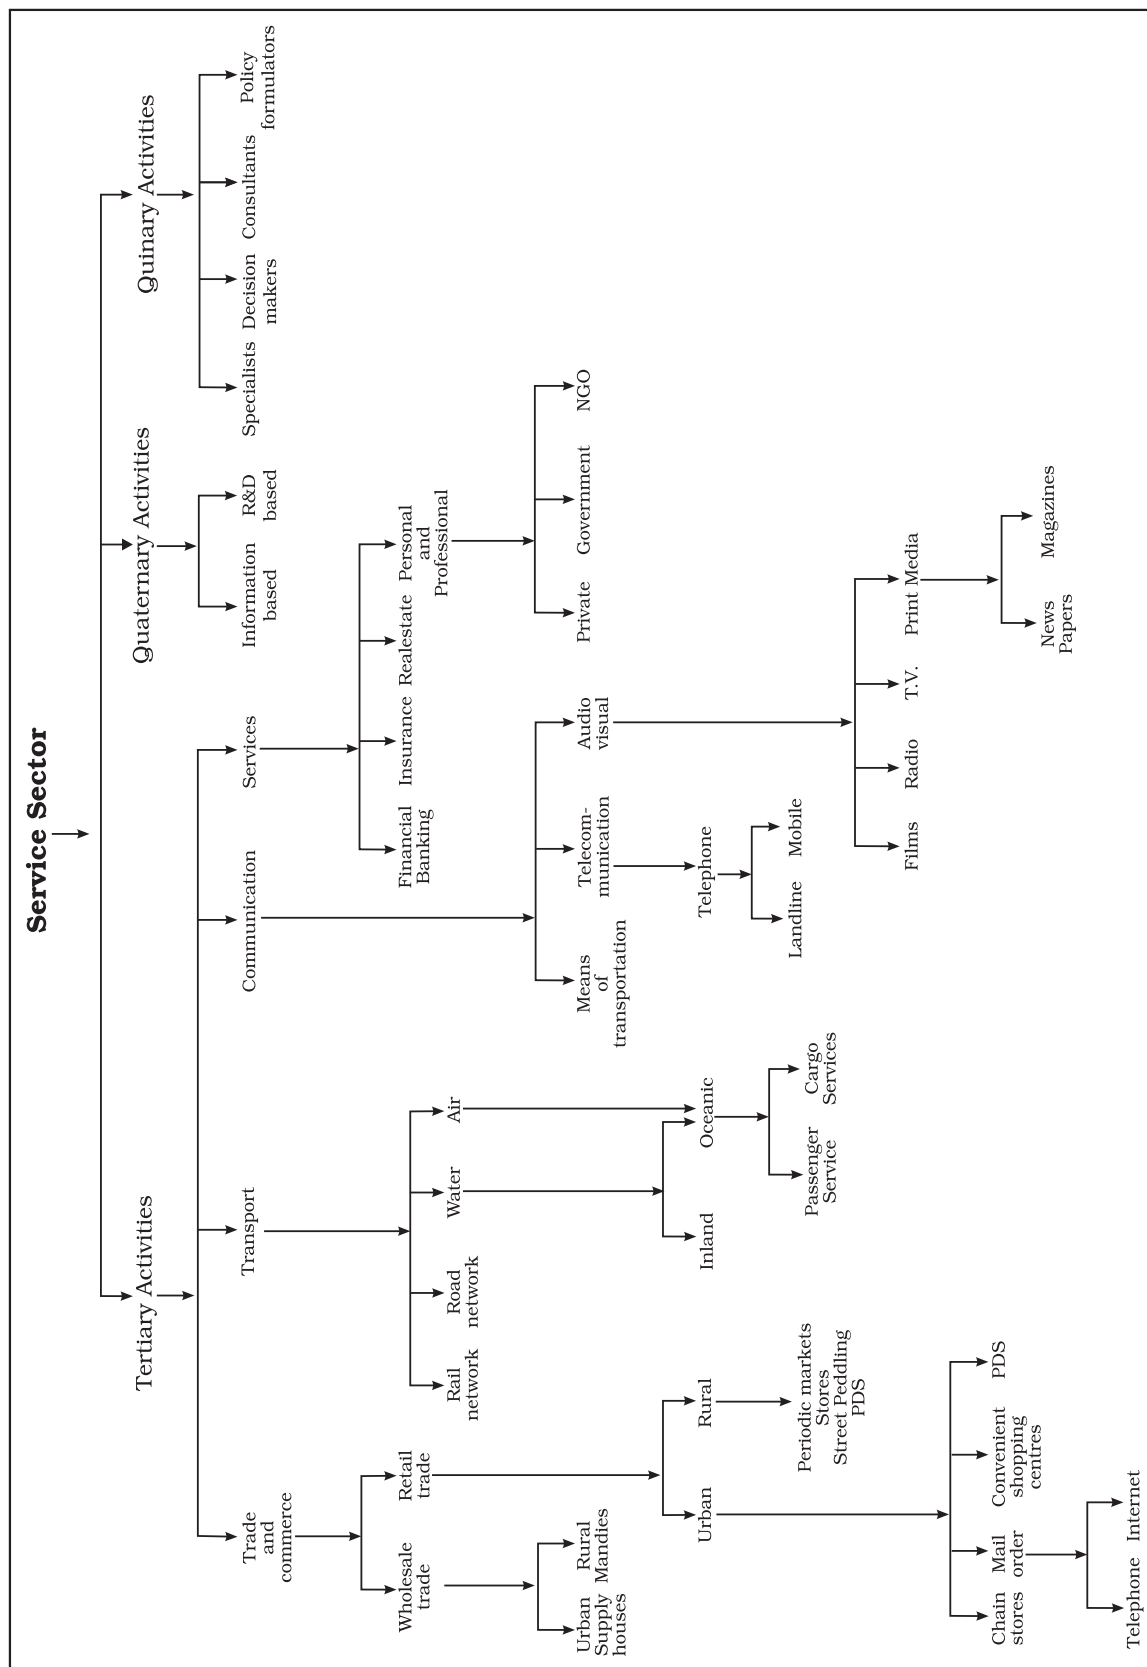 Service Sector
Tertiary Activities
Quaternary Activities
Quinary Activities
Trade
and
commerce
Transport
Communication
Services
Information
based
R&D
based
Specialists
Decision
makers
Consultants
Policy
formulators
Wholesale
trade
Retail
trade
Rail
network
Road
network
Water
Air
Financial
Banking
Insurance
Realestate
Personal
and
Professional
Urban
Supply
houses
Rural
Mandies
Means
of
transportation
Telecom-
munication
Audio
visual
Private
Government
NGO
Urban
Rural
Inland
Oceanic
Telephone
Periodic markets
Stores
Street Peddling
PDS
Passenger
Service
Cargo
Services
Landline
Mobile
Films
Radio
T.V.
Print Media
Chain
stores
Mail
order
Convenient
shopping
centres
PDS
News
Papers
Magazines
Telephone
Internet